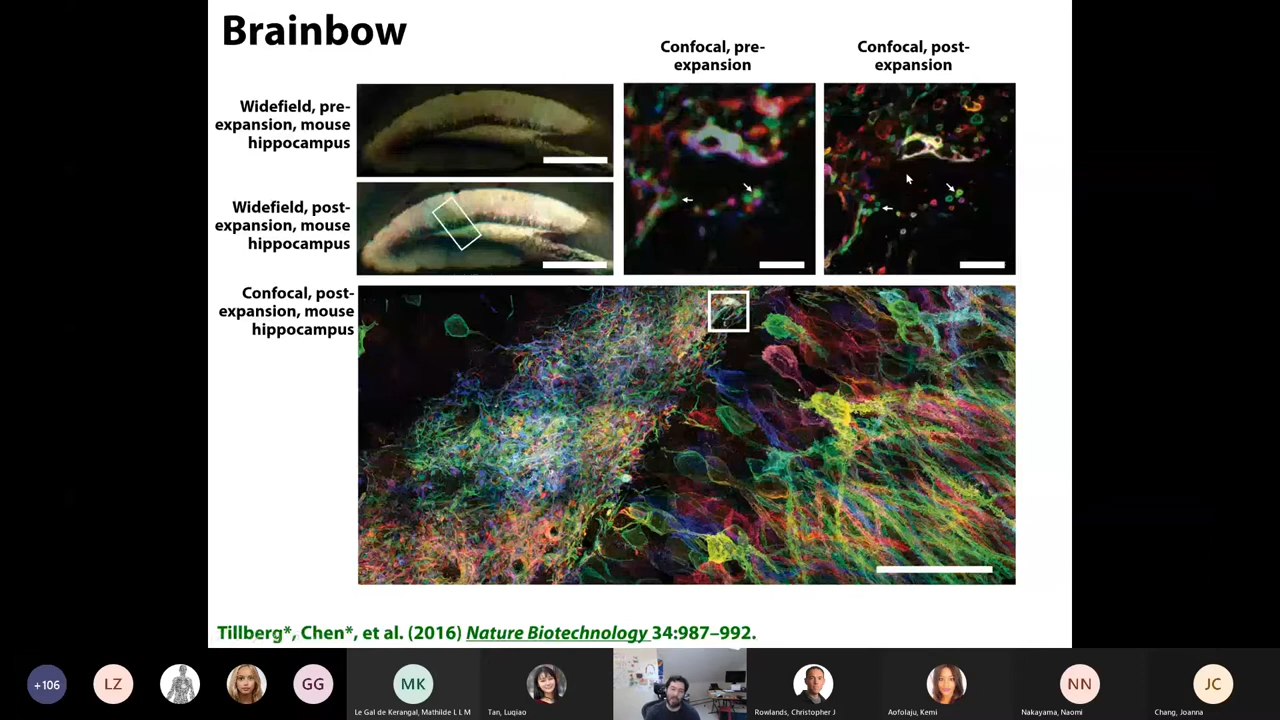 Brainbow
Confocal, pre-
expansion
Confocal, post-
expansion
Widefield, pre-
expansion, mouse
hippocampus
Widefield, post-
expansion, mouse
hippocampus
Confocal, post-
expansion, mouse
hippocampus
Tillberg*, Chen*, et al. (2016) Nature Biotechnology 34:987–992.
+106
LZ
GG
MK
NN
JC
Le Gal de Kerangal, Mathilde L L M
Tan, Luqiao
Rowlands, Christopher J
Aofolaju, Kemi
Nakayama, Naomi
Chang, Joanna